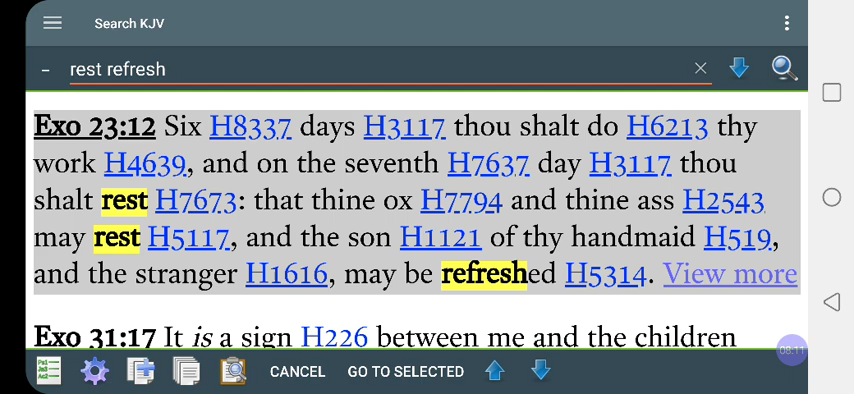 Search KJV
rest refresh
Exo 23:12 Six H8337 days H3117 thou shalt do H6213 thy
work H4639, and on the seventh H7637 day H3117 thou
shalt rest H7673: that thine ox H7794 and thine ass H2543
may rest H5117, and the son H1121 of thy handmaid H519,
and the stranger H1616, may be refreshed H5314. View more
Exo 31:17 It is a sign H226 between me and the children
08:11
CANCEL GO TO SELECTED